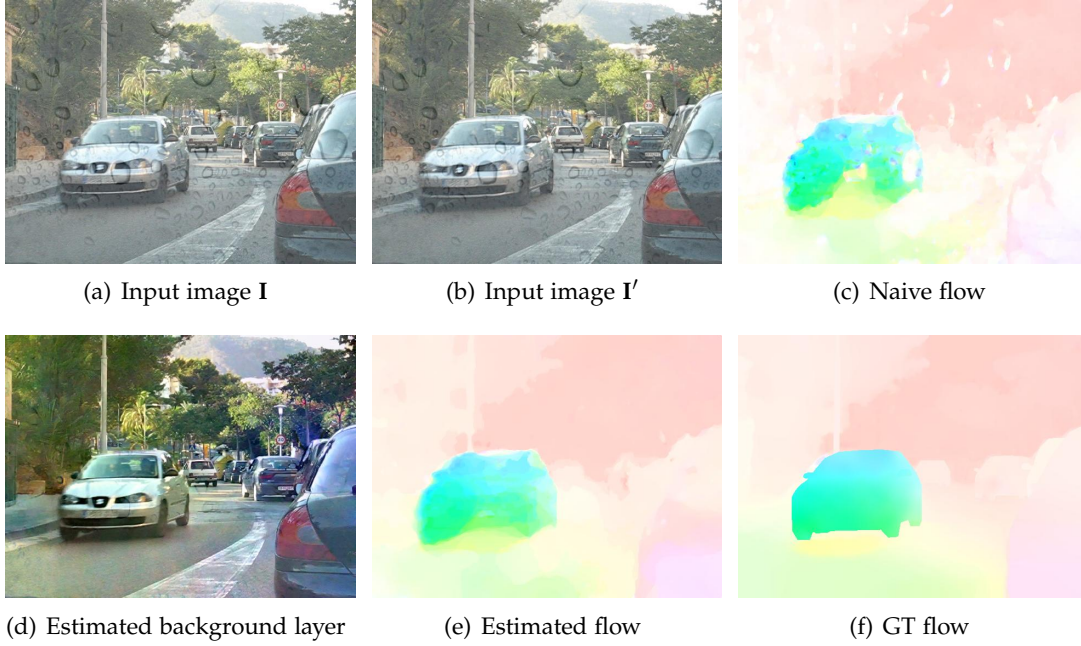 (a) Input image I
(b) Input image I′
(c) Naive flow
(d) Estimated background layer
(e) Estimated flow
(f) GT flow